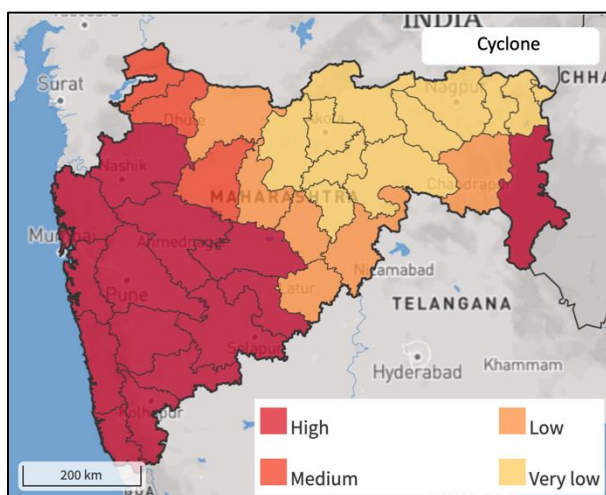 INDIA
Cyclone
Surat
Nagpur
CHHA
Dhule
Akola
Nashik
Chandrapur
MAHARASHTRA
Mumbai
Ahmednagar
Nizamabad
Pune
Latur
TELANGANA
Solapur
Hyderabad
Khammam
Kolhapur
High
Low
Medium
Very low
200 km
GOA